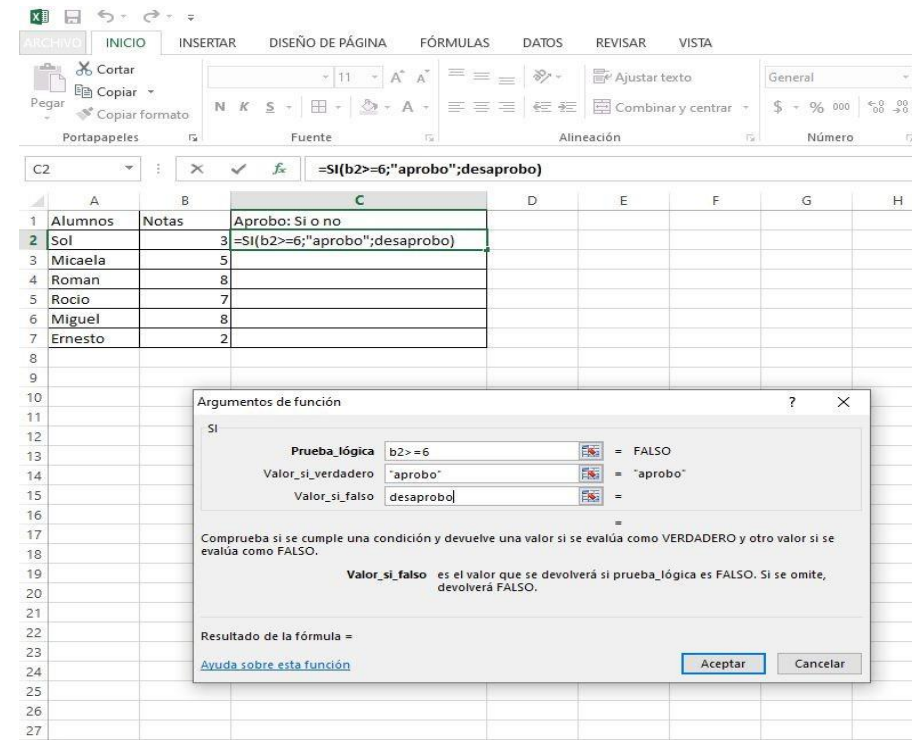 ARCHIVO INICIO INSERTAR DISEÑO DE PÁGINA FÓRMULAS DATOS REVISAR VISTA
Cortar
Copiar
Copiar formato
Pegar
Portapapeles
11 A A
N K S A
Fuente
Ajustar texto
Combinar y centrar
Alineación
General
$ % 000
Número
C2 fx =SI(b2>=6;"aprobo";desaprobo)
A B C D E F G H
1 Alumnos Notas Aprobo: Si o no
2 Sol 3 =SI(b2>=6;"aprobo";desaprobo)
3 Micaela 5
4 Roman 8
5 Rocio 7
6 Miguel 8
7 Ernesto 2
8
9
10
11
12
13
14
15
16
17
18
19
20
21
22
23
24
25
26
27
Argumentos de función ?
SI
Prueba_lógica b2>=6 = FALSO
Valor_si_verdadero "aprobo" = "aprobo"
Valor_si_falso desaprobo =
=
Comprueba si se cumple una condición y devuelve una valor si se evalúa como VERDADERO y otro valor si se
evalúa como FALSO.
Valor_si_falso es el valor que se devolverá si prueba_lógica es FALSO. Si se omite,
devolverá FALSO.
Resultado de la fórmula =
Ayuda sobre esta función Aceptar Cancelar